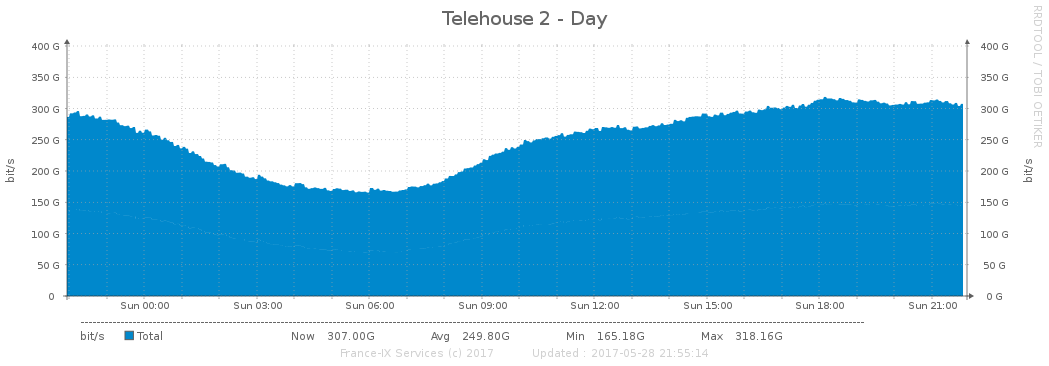 Telehouse 2 - Day
RRDTOOL / TOBI OETIKER
400 G 400 G
350 G 350 G
300 G 300 G
250 G 250 G
200 G 200 G
150 G 150 G
100 G 100 G
50 G 50 G
0 0 G
bit/s bit/s
Sun 00:00 Sun 03:00 Sun 06:00 Sun 09:00 Sun 12:00 Sun 15:00 Sun 18:00 Sun 21:00
bit/s Total Now 307.00G Avg 249.80G Min 165.18G Max 318.16G
France-IX Services (c) 2017 Updated : 2017-05-28 21:55:14